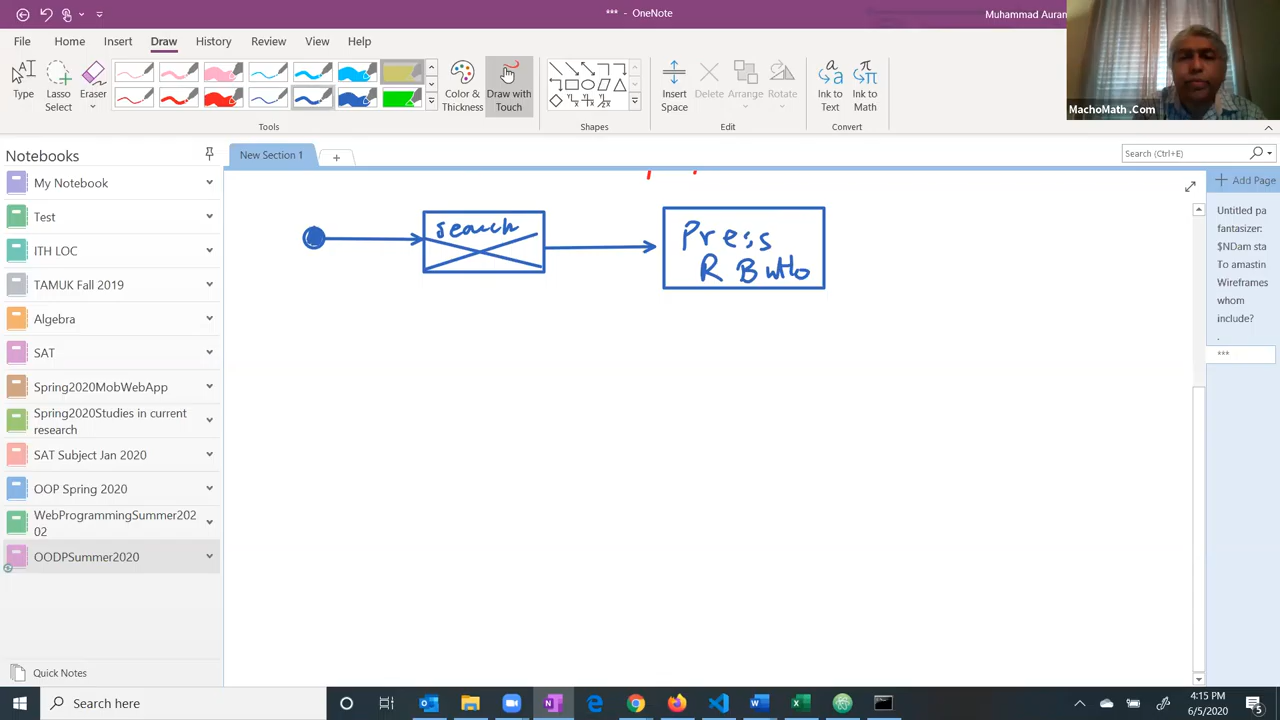 *** - OneNote
Muhammad Auran
File Home Insert Draw History Review View Help
Type
Lasso Select
Eraser
Color & Thickness
Draw with Touch
Insert Space
Delete
Arrange
Rotate
Ink to Text
Ink to Math
Tools
Shapes
Edit
Convert
MachoMath .Com
Notebooks
New Section 1
Search (Ctrl+E)
Add Page
My Notebook
Test
ITH LOC
TAMUK Fall 2019
Algebra
SAT
Spring2020MobWebApp
Spring2020Studies in current
research
SAT Subject Jan 2020
OOP Spring 2020
WebProgrammingSummer202
02
OODPSummer2020
Quick Notes
search
Press
R Butto
Untitled pa
fantasizer:
$NDam sta
To amastin
Wireframes
whom
include?
.
***
Search here
4:15 PM
6/5/2020
5